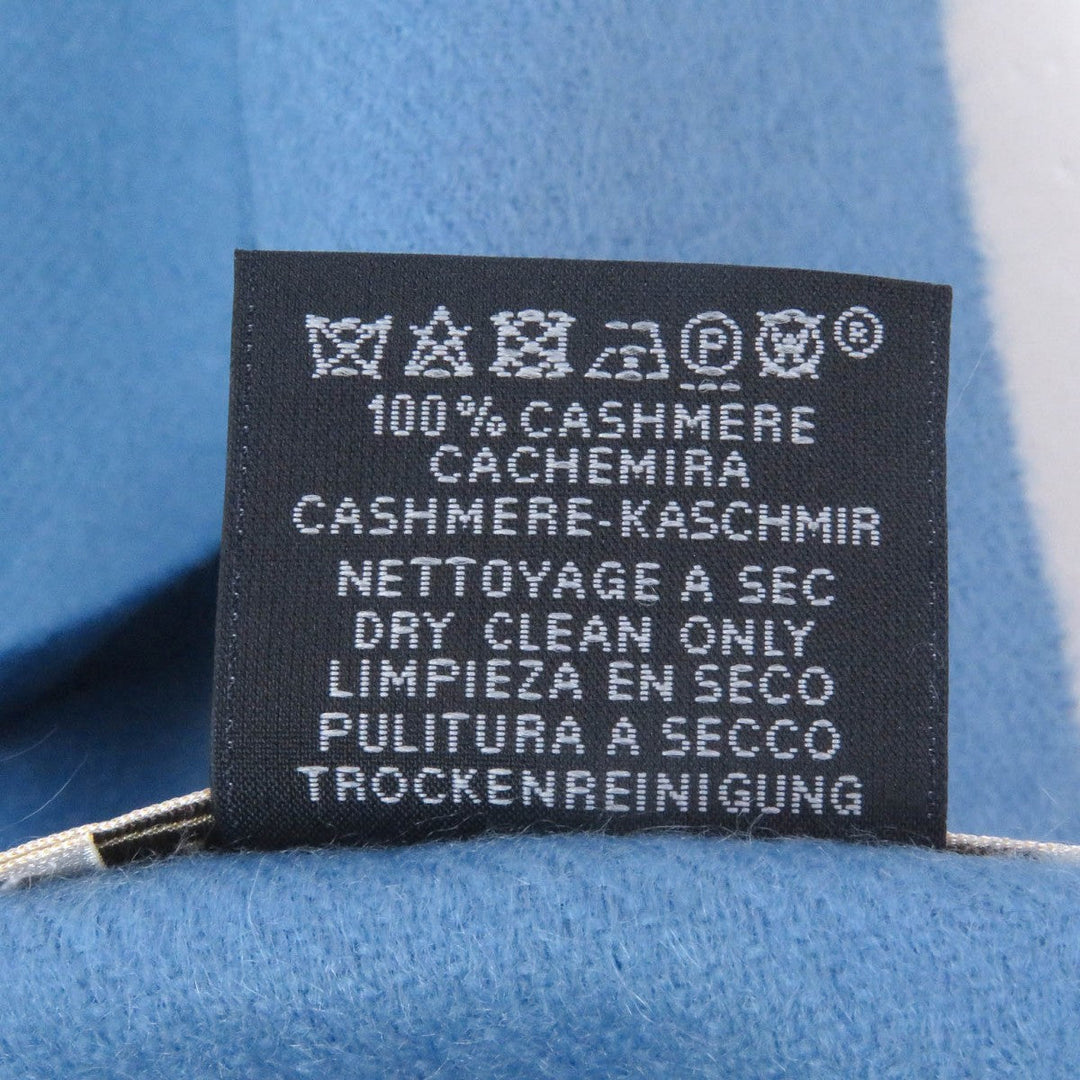 P W ®
100% CASHMERE
CACHEMIRA
CASHMERE-KASCHMIR
NETTOYAGE A SEC
DRY CLEAN ONLY
LIMPIEZA EN SECO
PULITURA A SECCO
TROCKENREINIGUNG